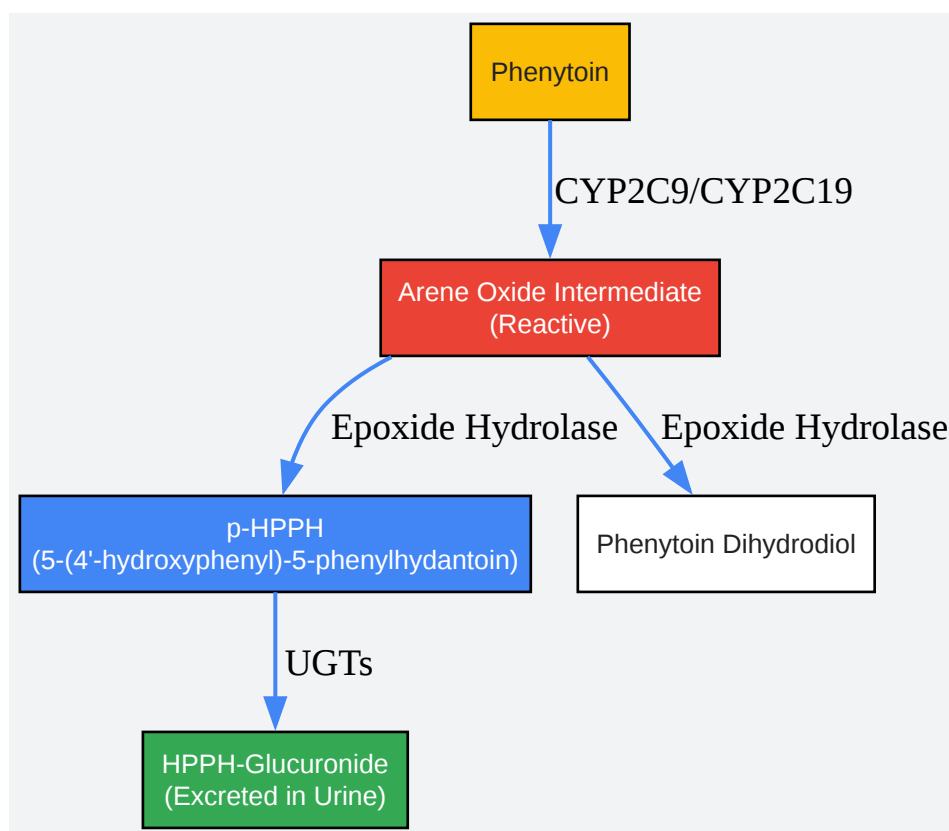 Phenytoin
CYP2C9/CYP2C19
Arene Oxide Intermediate
(Reactive)
Epoxide Hydrolase
Epoxide Hydrolase
p-HPPH
(5-(4'-hydroxyphenyl)-5-phenylhydantoin)
Phenytoin Dihydrodiol
UGTs
HPPH-Glucuronide
(Excreted in Urine)